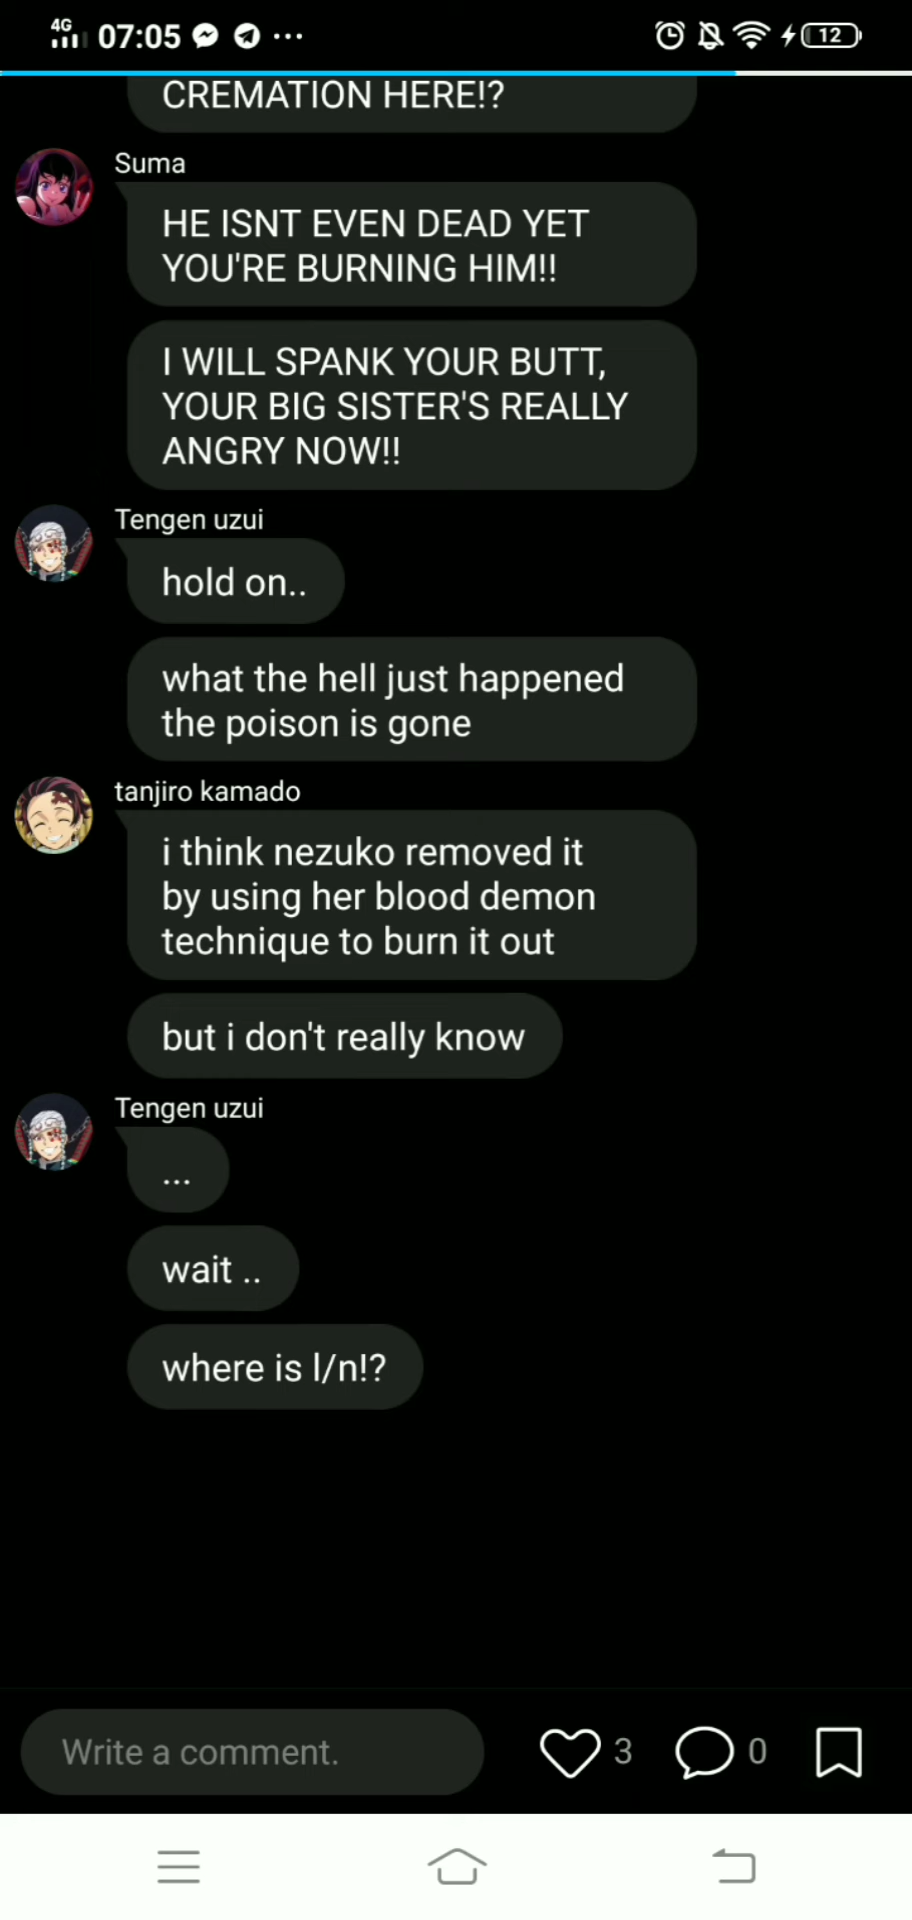 4G 07:05 12
CREMATION HERE!?
Suma
HE ISNT EVEN DEAD YET
YOU'RE BURNING HIM!!
I WILL SPANK YOUR BUTT,
YOUR BIG SISTER'S REALLY
ANGRY NOW!!
Tengen uzui
hold on..
what the hell just happened
the poison is gone
tanjiro kamado
i think nezuko removed it
by using her blood demon
technique to burn it out
but i don't really know
Tengen uzui
...
wait ..
where is l/n!?
Write a comment. 3 0